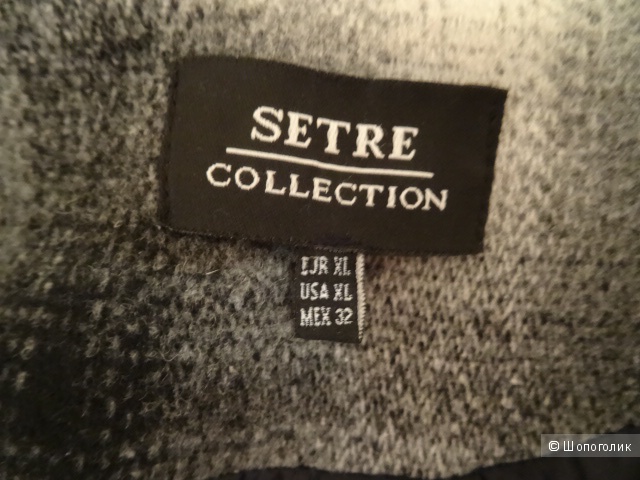 SETRE
COLLECTION
EUR XL
USA XL
MEX 32
© Шопоголик